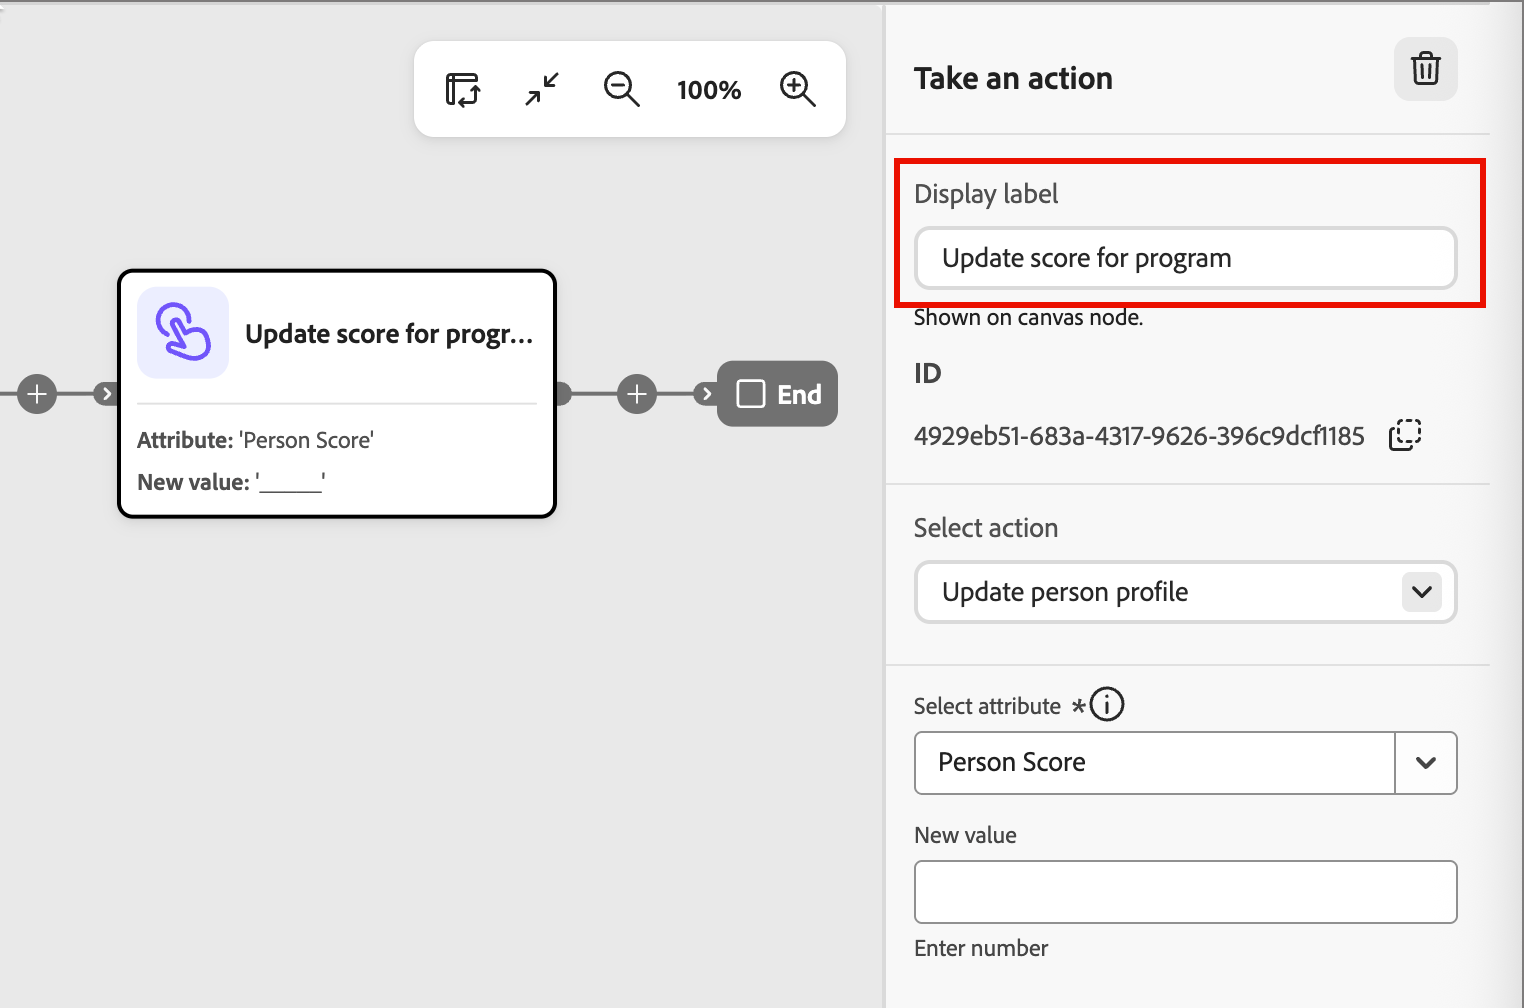 100%
Update score for progr...
Attribute: 'Person Score'
New value: '_____'
End
Take an action
Display label
Update score for program
Shown on canvas node.
ID
4929eb51-683a-4317-9626-396c9dcf1185
Select action
Update person profile
Select attribute *
Person Score
New value
Enter number